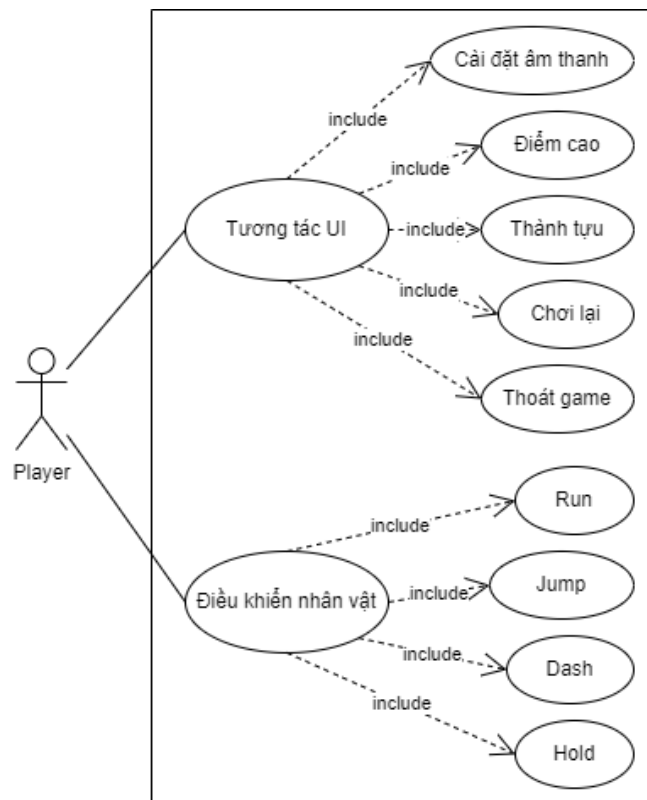 Cài đặt âm thanh
include
Điểm cao
include
Tương tác UI
include
Thành tựu
include
Chơi lại
include
Thoát game
Player
Run
include
Điều khiển nhân vật
include
Jump
include
Dash
include
Hold